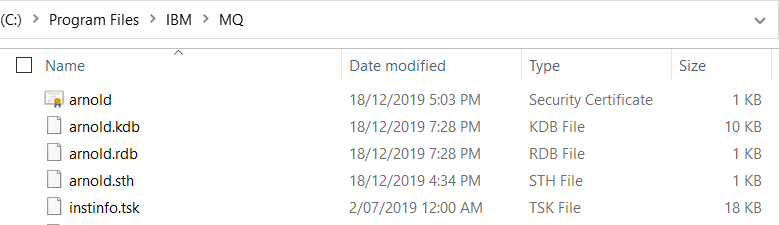 (C:) > Program Files > IBM > MQ
Name Date modified Type Size
arnold 18/12/2019 5:03 PM Security Certificate 1 KB
arnold.kdb 18/12/2019 7:28 PM KDB File 10 KB
arnold.rdb 18/12/2019 7:28 PM RDB File 1 KB
arnold.sth 18/12/2019 4:34 PM STH File 1 KB
instinfo.tsk 2/07/2019 12:00 AM TSK File 18 KB